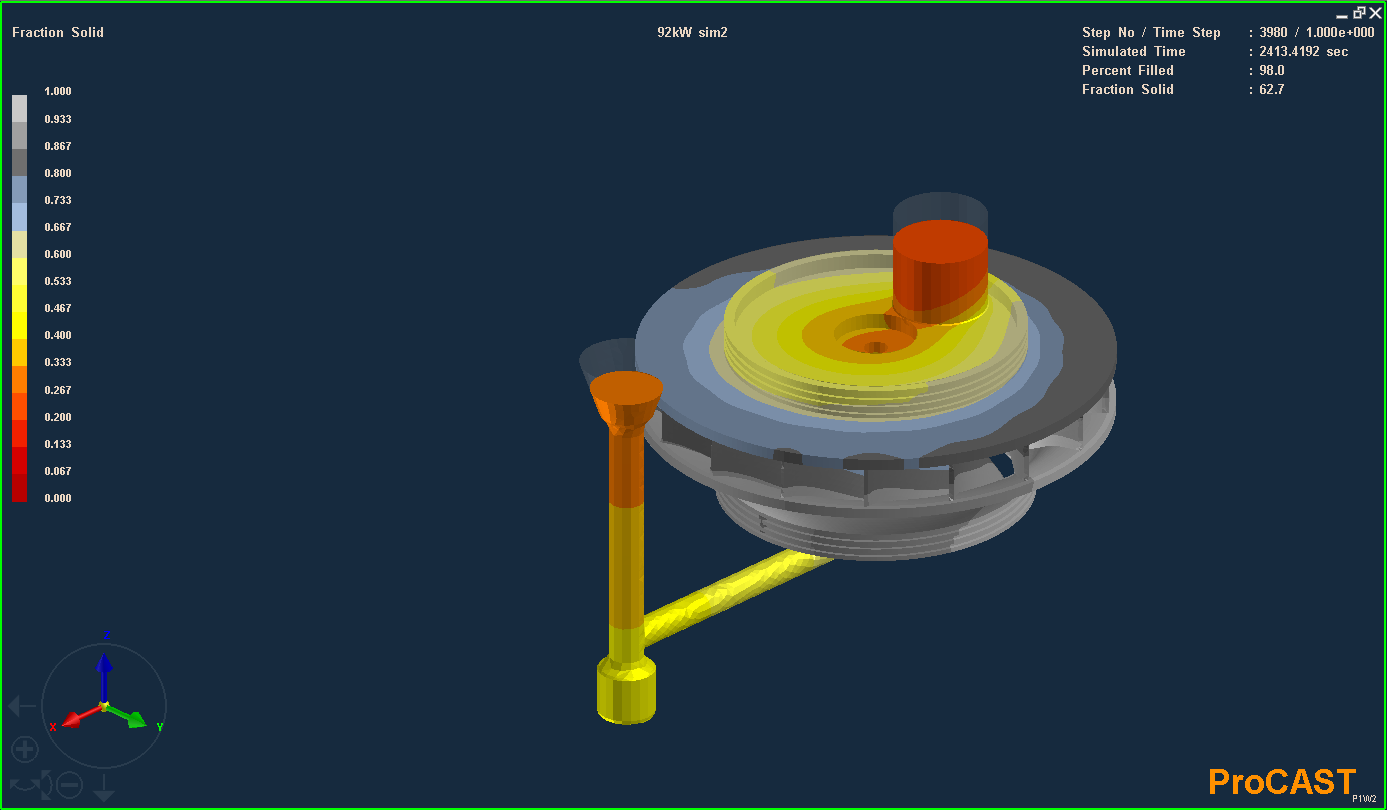 Fraction Solid
92kW sim2
Step No / Time Step : 3980 / 1.000e+000
Simulated Time : 2413.4192 sec
Percent Filled : 98.0
Fraction Solid : 62.7
1.000
0.933
0.867
0.800
0.733
0.667
0.600
0.533
0.467
0.400
0.333
0.267
0.200
0.133
0.067
0.000
Z
X
Y
ProCAST
P1W2